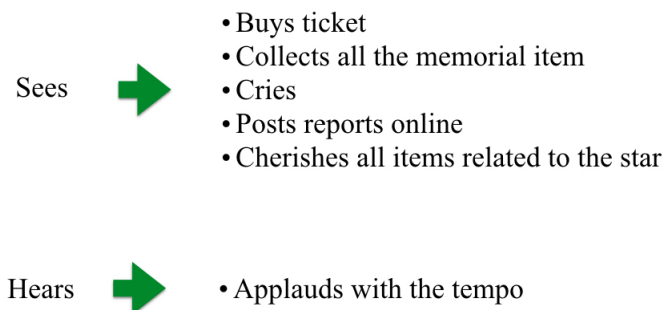 Sees
• Buys ticket
• Collects all the memorial item
• Cries
• Posts reports online
• Cherishes all items related to the star
Hears
• Applauds with the tempo